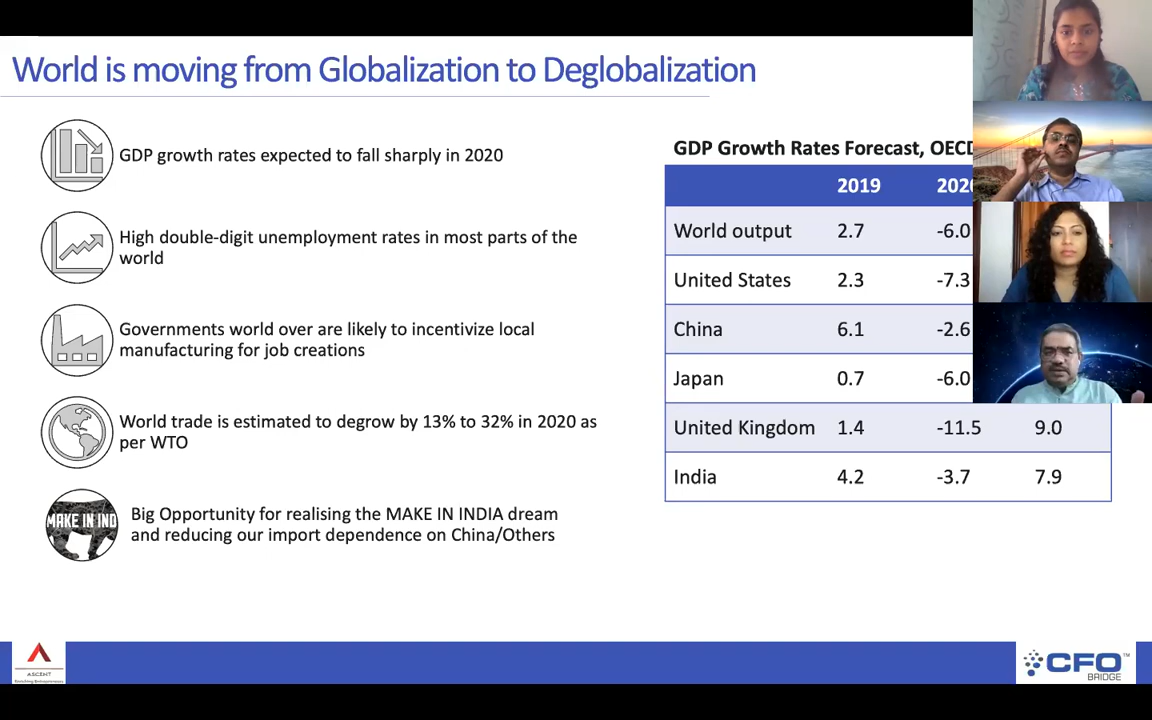 World is moving from Globalization to Deglobalization
GDP growth rates expected to fall sharply in 2020
High double-digit unemployment rates in most parts of the
world
Governments world over are likely to incentivize local
manufacturing for job creations
World trade is estimated to degrow by 13% to 32% in 2020 as
per WTO
MAKE IN IND
Big Opportunity for realising the MAKE IN INDIA dream
and reducing our import dependence on China/Others
GDP Growth Rates Forecast, OECD
2019 2020
World output 2.7 -6.0
United States 2.3 -7.3
China 6.1 -2.6
Japan 0.7 -6.0
United Kingdom 1.4 -11.5 9.0
India 4.2 -3.7 7.9
ASCENT
CFO
BRIDGE
TM